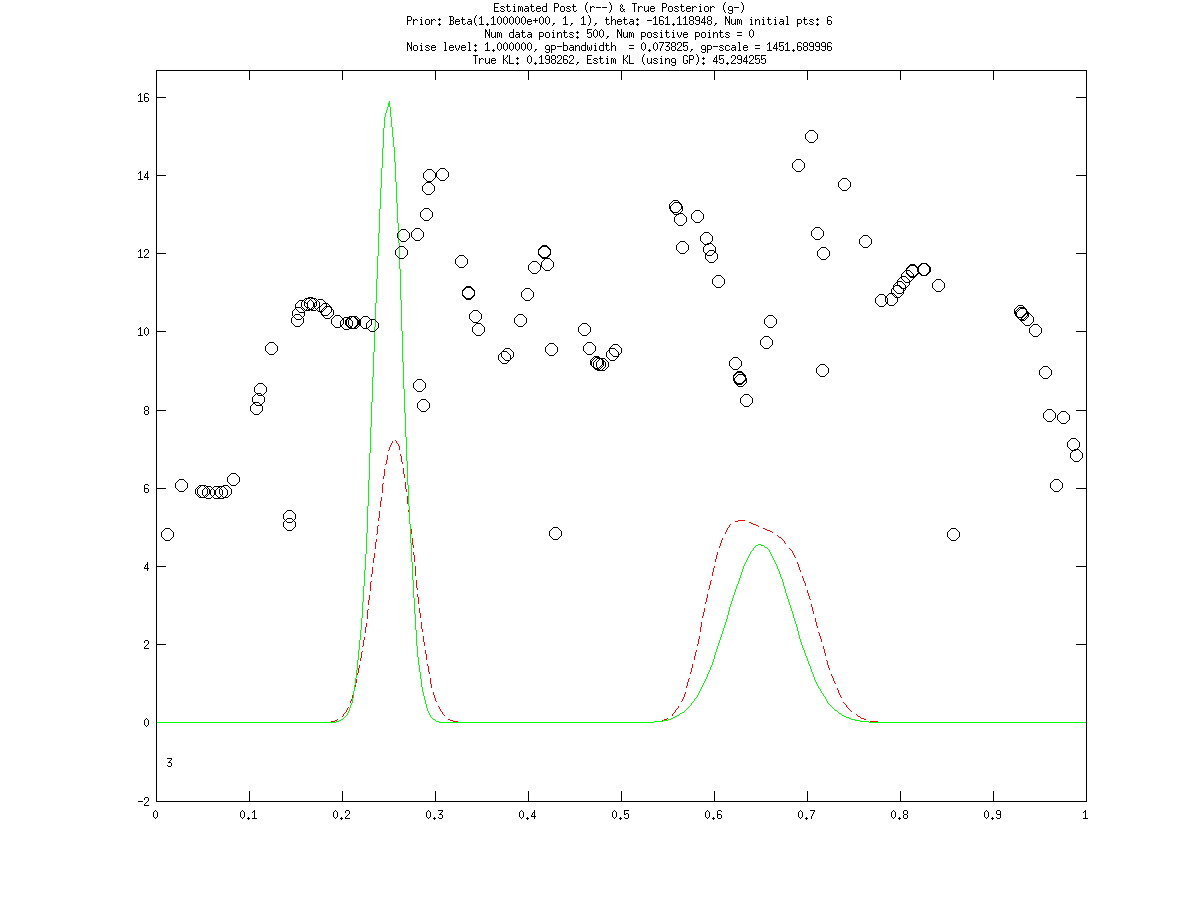 Estimated Post (r--) & True Posterior (g-)
Prior: Beta(1.100000e+00, 1, 1), theta: -161.118948, Num initial pts: 6
Num data points: 500, Num positive points = 0
Noise level: 1.000000, gp-bandwidth  = 0.073825, gp-scale = 1451.689996
True KL: 0.198262, Estim KL (using GP): 45.294255
16
14
12
10
8
6
4
2
0
3
-2
0 0.1 0.2 0.3 0.4 0.5 0.6 0.7 0.8 0.9 1